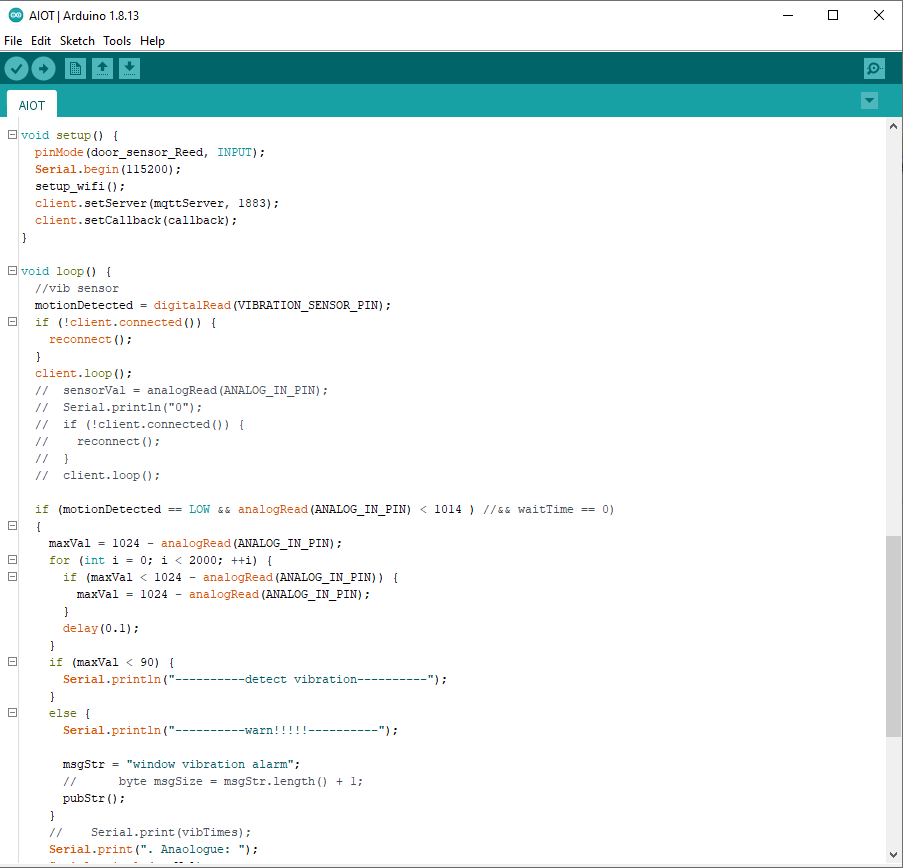 AIOT | Arduino 1.8.13
File Edit Sketch Tools Help
AIOT
void setup() {
  pinMode(door_sensor_Reed, INPUT);
  Serial.begin(115200);
  setup_wifi();
  client.setServer(mqttServer, 1883);
  client.setCallback(callback);
}
void loop() {
  //vib sensor
  motionDetected = digitalRead(VIBRATION_SENSOR_PIN);
  if (!client.connected()) {
    reconnect();
  }
  client.loop();
  //  sensorVal = analogRead(ANALOG_IN_PIN);
  //  Serial.println("0");
  //  if (!client.connected()) {
  //    reconnect();
  //  }
  //  client.loop();
  if (motionDetected == LOW && analogRead(ANALOG_IN_PIN) < 1014 ) //&& waitTime == 0)
  {
    maxVal = 1024 - analogRead(ANALOG_IN_PIN);
    for (int i = 0; i < 2000; ++i) {
      if (maxVal < 1024 - analogRead(ANALOG_IN_PIN)) {
        maxVal = 1024 - analogRead(ANALOG_IN_PIN);
      }
      delay(0.1);
    }
    if (maxVal < 90) {
      Serial.println("----------detect vibration----------");
    }
    else {
      Serial.println("----------warn!!!!!----------");
      msgStr = "window vibration alarm";
      //      byte msgSize = msgStr.length() + 1;
      pubStr();
    }
    //    Serial.print(vibTimes);
    Serial.print(". Anaologue: ");